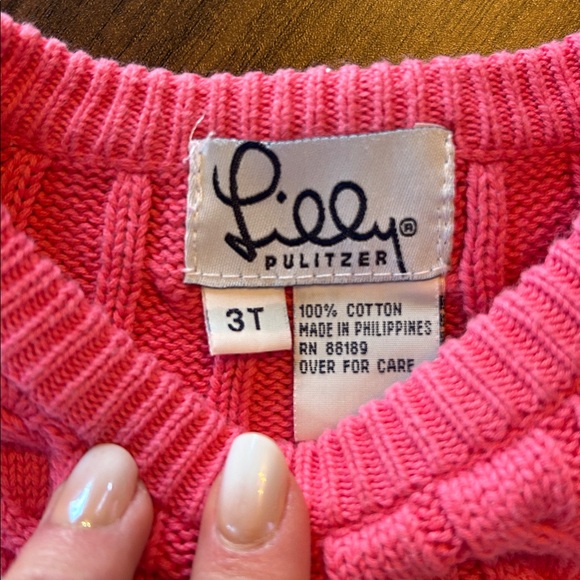 Lilly®
PULITZER
3T
100% COTTON
MADE IN PHILIPPINES
RN 88189
OVER FOR CARE